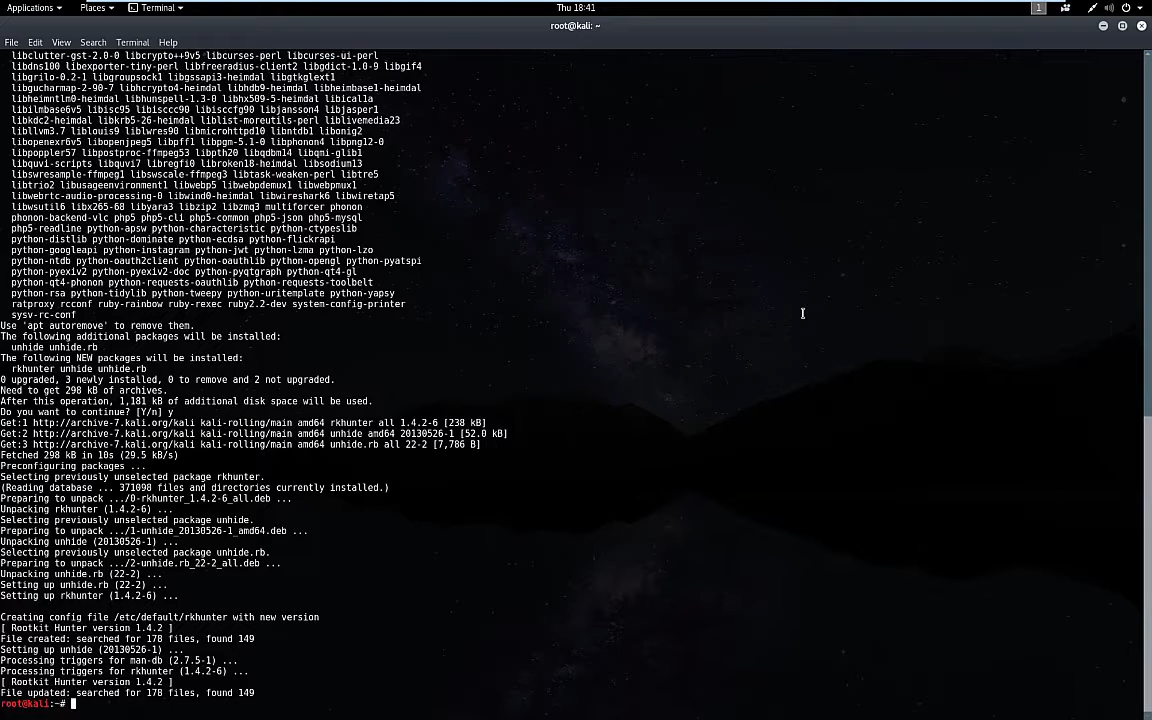 Applications Places Terminal Thu 18:41 1
root@kali: ~
File Edit View Search Terminal Help
libclutter-gst-2.0-0 libcrypto++9v5 libcurses-perl libcurses-ui-perl
libdns100 libexporter-tiny-perl libfreeradius-client2 libgdict-1.0-9 libgif4
libgrilo-0.2-1 libgroupsock1 libgssapi3-heimdal libgtkglext1
libgucharmap-2-90-7 libhcrypto4-heimdal libhdb9-heimdal libheimbase1-heimdal
libheimntlm0-heimdal libhunspell-1.3-0 libhx509-5-heimdal libical1a
libilmbase6v5 libisc95 libisccc90 libisccfg90 libjansson4 libjasper1
libkdc2-heimdal libkrb5-26-heimdal liblist-moreutils-perl liblivemedia23
libllvm3.7 liblouis9 liblwres90 libmicrohttpd10 libntdb1 libonig2
libopenexr6v5 libopenjpeg5 libpff1 libpgm-5.1-0 libphonon4 libpng12-0
libpoppler57 libpostproc-ffmpeg53 libpth20 libqdbm14 libqmi-glib1
libquvi-scripts libquvi7 libregfi0 libroken18-heimdal libsodium13
libswresample-ffmpeg1 libswscale-ffmpeg3 libtask-weaken-perl libtre5
libtrio2 libusageenvironment1 libwebp5 libwebpdemux1 libwebpmux1
libwebrtc-audio-processing-0 libwind0-heimdal libwireshark6 libwiretap5
libwsutil6 libx265-68 libyara3 libzip2 libzmq3 multiforcer phonon
phonon-backend-vlc php5 php5-cli php5-common php5-json php5-mysql
php5-readline python-apsw python-characteristic python-ctypeslib
python-distlib python-dominate python-ecdsa python-flickrapi
python-googleapi python-instagram python-jwt python-lzma python-lzo
python-ntdb python-oauth2client python-oauthlib python-opengl python-pyatspi
python-pyexiv2 python-pyexiv2-doc python-pyqtgraph python-qt4-gl
python-qt4-phonon python-requests-oauthlib python-requests-toolbelt
python-rsa python-tidylib python-tweepy python-uritemplate python-yapsy
ratproxy rcconf ruby-rainbow ruby-rexec ruby2.2-dev system-config-printer
sysv-rc-conf
Use 'apt autoremove' to remove them.
The following additional packages will be installed:
unhide unhide.rb
The following NEW packages will be installed:
rkhunter unhide unhide.rb
0 upgraded, 3 newly installed, 0 to remove and 2 not upgraded.
Need to get 298 kB of archives.
After this operation, 1,181 kB of additional disk space will be used.
Do you want to continue? [Y/n] y
Get:1 http://archive-7.kali.org/kali kali-rolling/main amd64 rkhunter all 1.4.2-6 [238 kB]
Get:2 http://archive-7.kali.org/kali kali-rolling/main amd64 unhide amd64 20130526-1 [52.0 kB]
Get:3 http://archive-7.kali.org/kali kali-rolling/main amd64 unhide.rb all 22-2 [7,786 B]
Fetched 298 kB in 10s (29.5 kB/s)
Preconfiguring packages ...
Selecting previously unselected package rkhunter.
(Reading database ... 371098 files and directories currently installed.)
Preparing to unpack .../0-rkhunter_1.4.2-6_all.deb ...
Unpacking rkhunter (1.4.2-6) ...
Selecting previously unselected package unhide.
Preparing to unpack .../1-unhide_20130526-1_amd64.deb ...
Unpacking unhide (20130526-1) ...
Selecting previously unselected package unhide.rb.
Preparing to unpack .../2-unhide.rb_22-2_all.deb ...
Unpacking unhide.rb (22-2) ...
Setting up unhide.rb (22-2) ...
Setting up rkhunter (1.4.2-6) ...
Creating config file /etc/default/rkhunter with new version
[ Rootkit Hunter version 1.4.2 ]
File created: searched for 178 files, found 149
Setting up unhide (20130526-1) ...
Processing triggers for man-db (2.7.5-1) ...
Processing triggers for rkhunter (1.4.2-6) ...
[ Rootkit Hunter version 1.4.2 ]
File updated: searched for 178 files, found 149
root@kali:~#